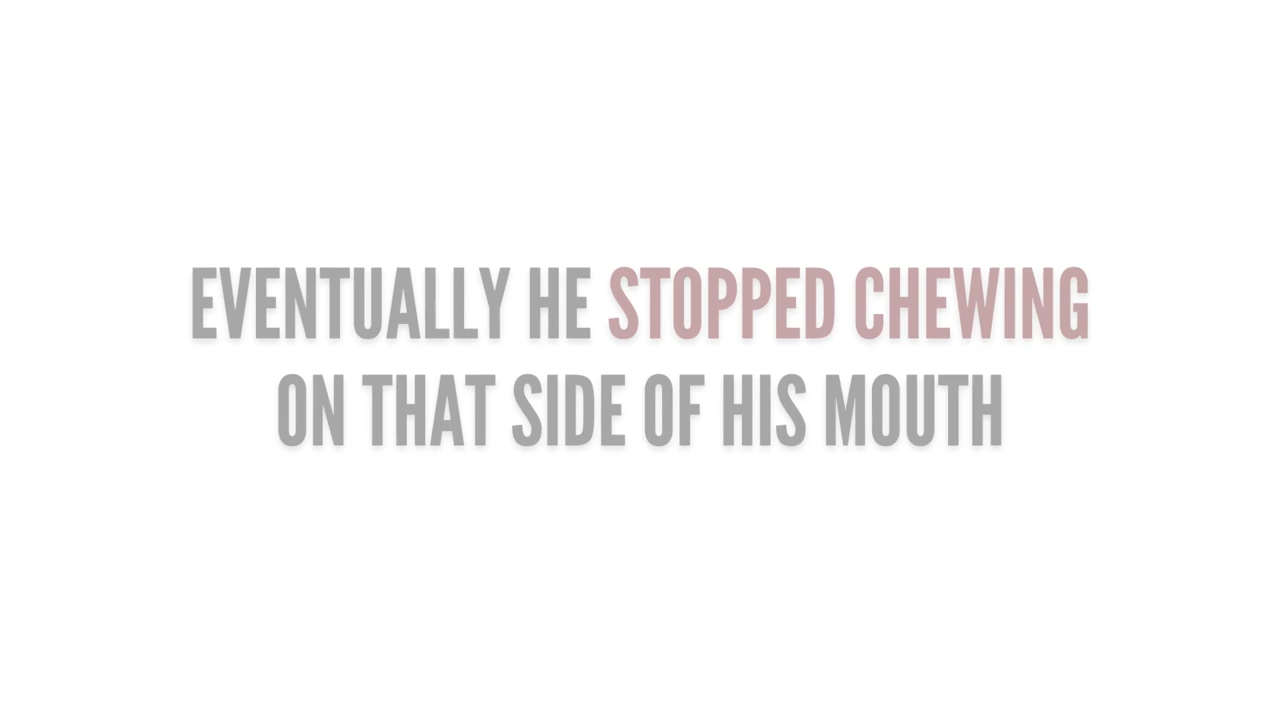 EVENTUALLY HE STOPPED CHEWING
ON THAT SIDE OF HIS MOUTH